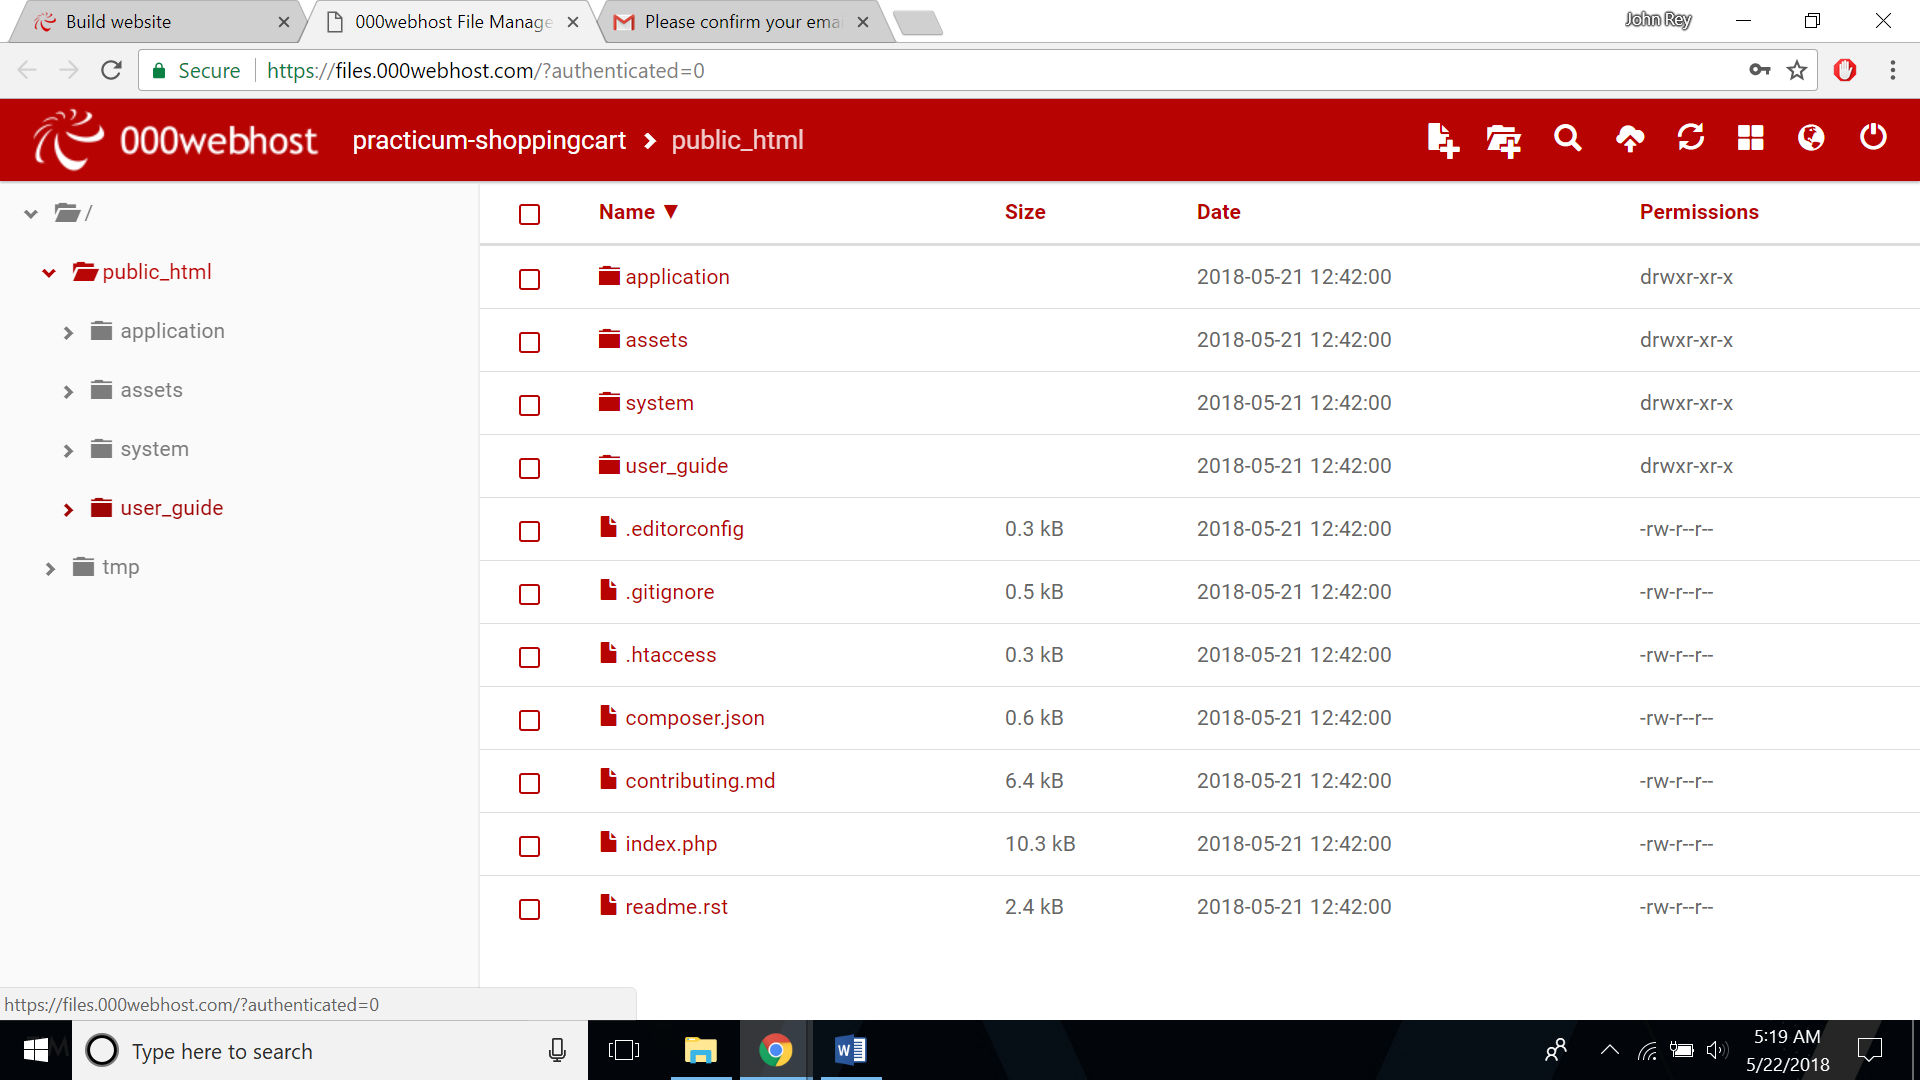 Build website
000webhost File Manage
Please confirm your ema
John Rey
Secure
https://files.000webhost.com/?authenticated=0
000webhost
practicum-shoppingcart
public_html
/
public_html
application
assets
system
user_guide
tmp
Name ▼ Size Date Permissions
application 2018-05-21 12:42:00 drwxr-xr-x
assets 2018-05-21 12:42:00 drwxr-xr-x
system 2018-05-21 12:42:00 drwxr-xr-x
user_guide 2018-05-21 12:42:00 drwxr-xr-x
.editorconfig 0.3 kB 2018-05-21 12:42:00 -rw-r--r--
.gitignore 0.5 kB 2018-05-21 12:42:00 -rw-r--r--
.htaccess 0.3 kB 2018-05-21 12:42:00 -rw-r--r--
composer.json 0.6 kB 2018-05-21 12:42:00 -rw-r--r--
contributing.md 6.4 kB 2018-05-21 12:42:00 -rw-r--r--
index.php 10.3 kB 2018-05-21 12:42:00 -rw-r--r--
readme.rst 2.4 kB 2018-05-21 12:42:00 -rw-r--r--
https://files.000webhost.com/?authenticated=0
Type here to search
5:19 AM
5/22/2018